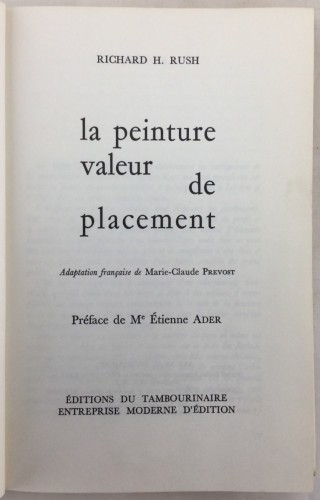 RICHARD H. RUSH
la peinture
valeur
de
placement
Adaptation française de Marie-Claude PREVOST
Préface de Mᵉ Étienne ADER
ÉDITIONS DU TAMBOURINAIRE
ENTREPRISE MODERNE D'ÉDITION